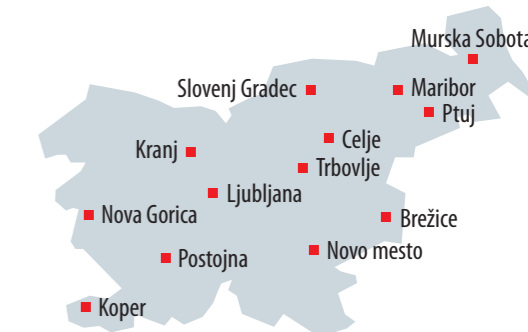 Murska Sobota
Slovenj Gradec
Maribor
Ptuj
Celje
Kranj
Trbovlje
Ljubljana
Nova Gorica
Brežice
Novo mesto
Postojna
Koper